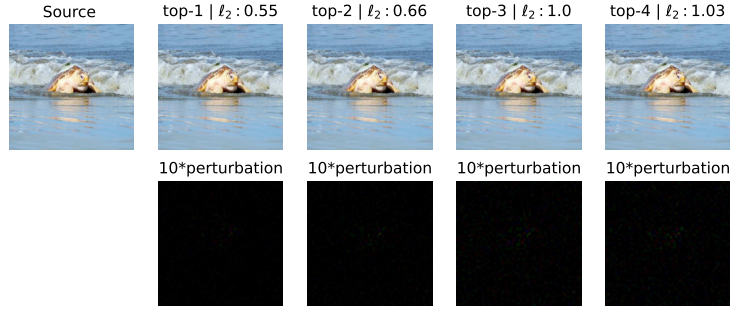 Source
top-1 | ℓ₂ : 0.55
top-2 | ℓ₂ : 0.66
top-3 | ℓ₂ : 1.0
top-4 | ℓ₂ : 1.03
10*perturbation
10*perturbation
10*perturbation
10*perturbation